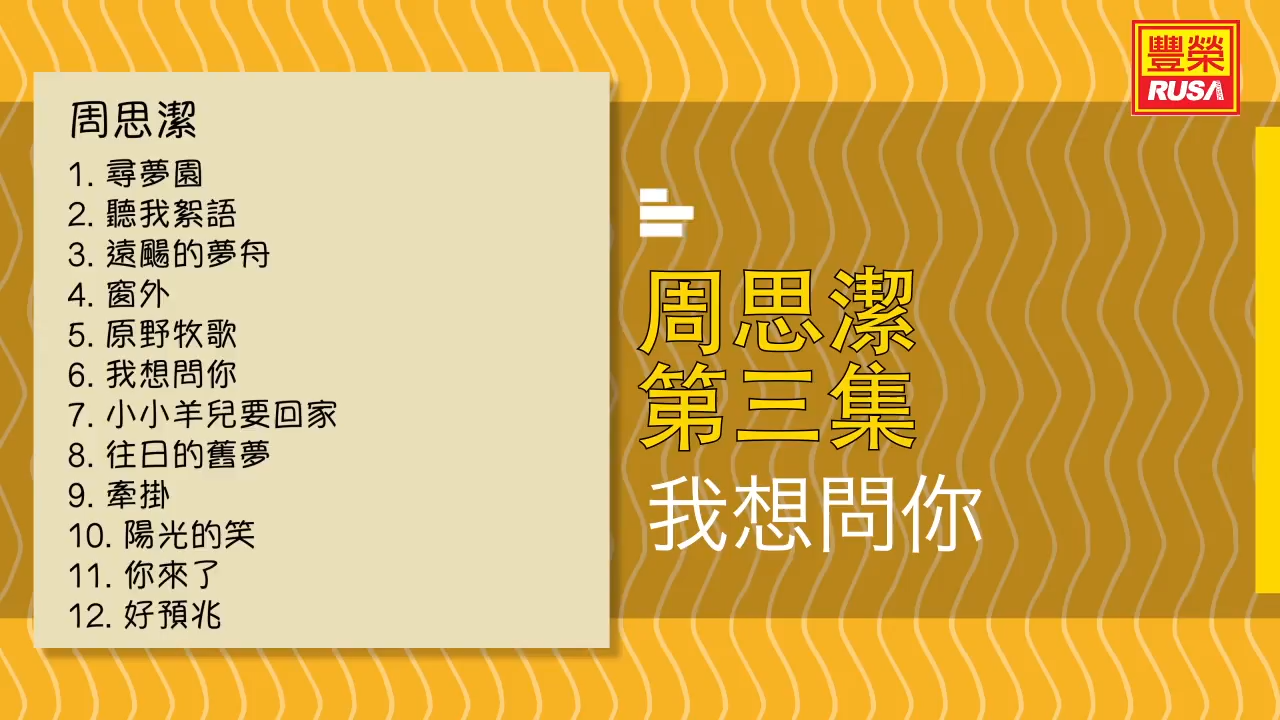 周思潔
1. 尋夢園
2. 聽我絮語
3. 遠颺的夢舟
4. 窗外
5. 原野牧歌
6. 我想問你
7. 小小羊兒要回家
8. 往日的舊夢
9. 牽掛
10. 陽光的笑
11. 你來了
12. 好預兆
豐榮
RUSA
周思潔
第三集
我想問你